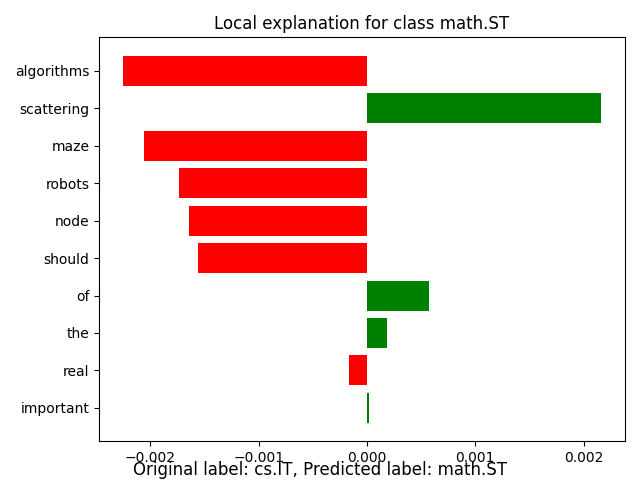 Local explanation for class math.ST
algorithms
scattering
maze
robots
node
should
of
the
real
important
−0.002 −0.001 0.000 0.001 0.002
Original label: cs.IT, Predicted label: math.ST